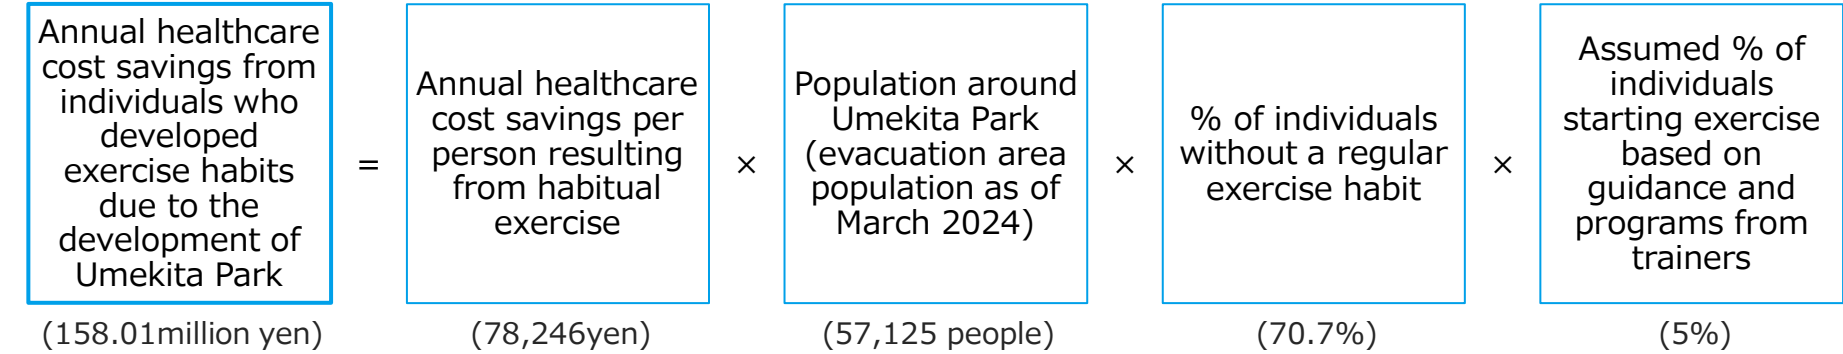 Annual healthcare
cost savings from
individuals who
developed
exercise habits
due to the
development of
Umekita Park
(158.01million yen)
=
Annual healthcare
cost savings per
person resulting
from habitual
exercise
(78,246yen)
×
Population around
Umekita Park
(evacuation area
population as of
March 2024)
(57,125 people)
×
% of individuals
without a regular
exercise habit
(70.7%)
×
Assumed % of
individuals
starting exercise
based on
guidance and
programs from
trainers
(5%)